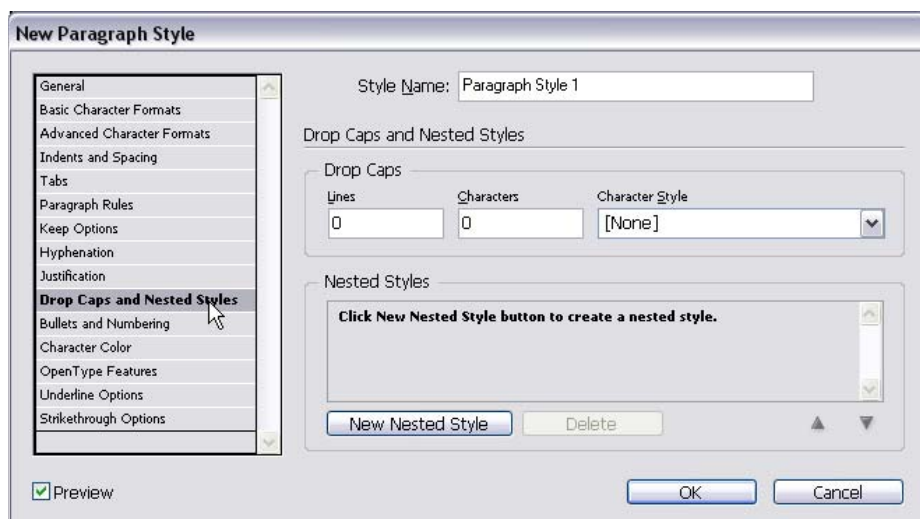 New Paragraph Style
General
Basic Character Formats
Advanced Character Formats
Indents and Spacing
Tabs
Paragraph Rules
Keep Options
Hyphenation
Justification
Drop Caps and Nested Styles
Bullets and Numbering
Character Color
OpenType Features
Underline Options
Strikethrough Options
Preview
Style Name: Paragraph Style 1
Drop Caps and Nested Styles
Drop Caps
Lines Characters Character Style
0 0 [None]
Nested Styles
Click New Nested Style button to create a nested style.
New Nested Style Delete
OK Cancel